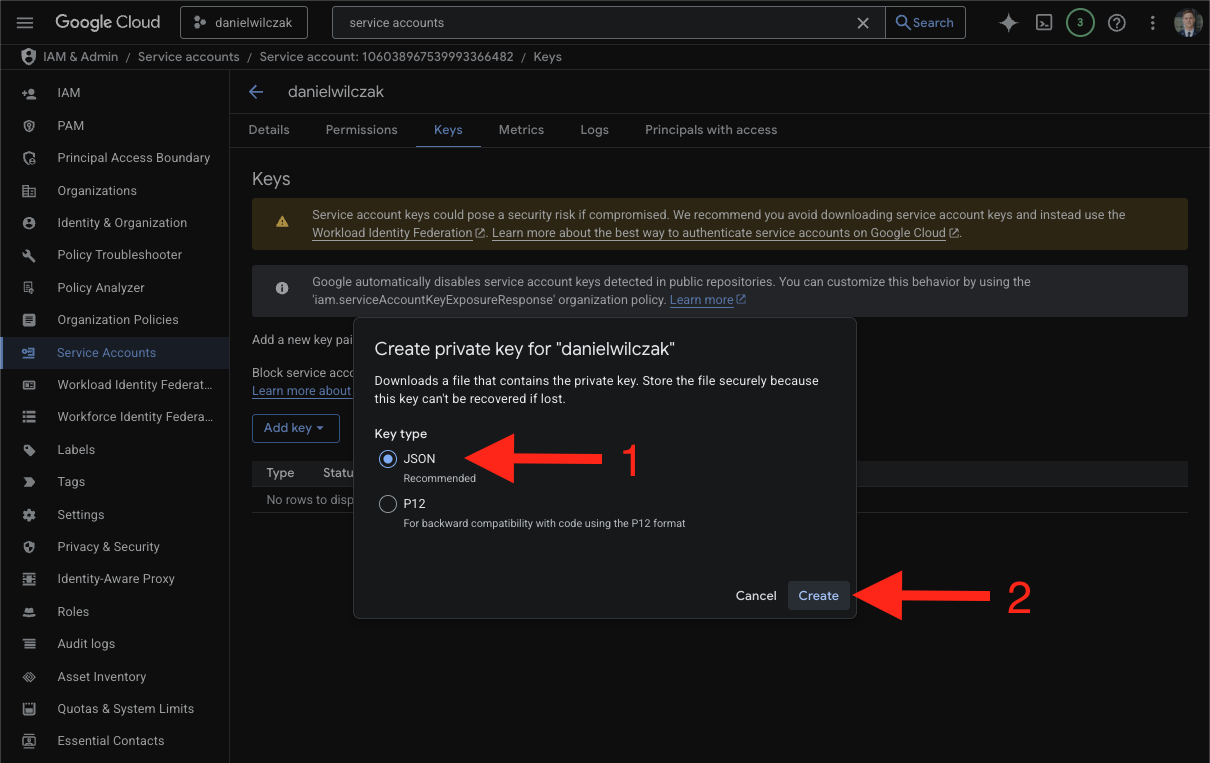 Google Cloud
danielwilczak
service accounts
Search
3
IAM & Admin / Service accounts / Service account: 106038967539993366482 / Keys
IAM
PAM
Principal Access Boundary
Organizations
Identity & Organization
Policy Troubleshooter
Policy Analyzer
Organization Policies
Service Accounts
Workload Identity Federat...
Workforce Identity Federa...
Labels
Tags
Settings
Privacy & Security
Identity-Aware Proxy
Roles
Audit logs
Asset Inventory
Quotas & System Limits
Essential Contacts
danielwilczak
Details Permissions Keys Metrics Logs Principals with access
Keys
Service account keys could pose a security risk if compromised. We recommend you avoid downloading service account keys and instead use the
Workload Identity Federation. Learn more about the best way to authenticate service accounts on Google Cloud.
Google automatically disables service account keys detected in public repositories. You can customize this behavior by using the
'iam.serviceAccountKeyExposureResponse' organization policy. Learn more
Add a new key pai
Block service acco
Learn more about
Add key
Type Statu
No rows to disp
Create private key for "danielwilczak"
Downloads a file that contains the private key. Store the file securely because
this key can't be recovered if lost.
Key type
JSON
Recommended
P12
For backward compatibility with code using the P12 format
Cancel Create
1
2